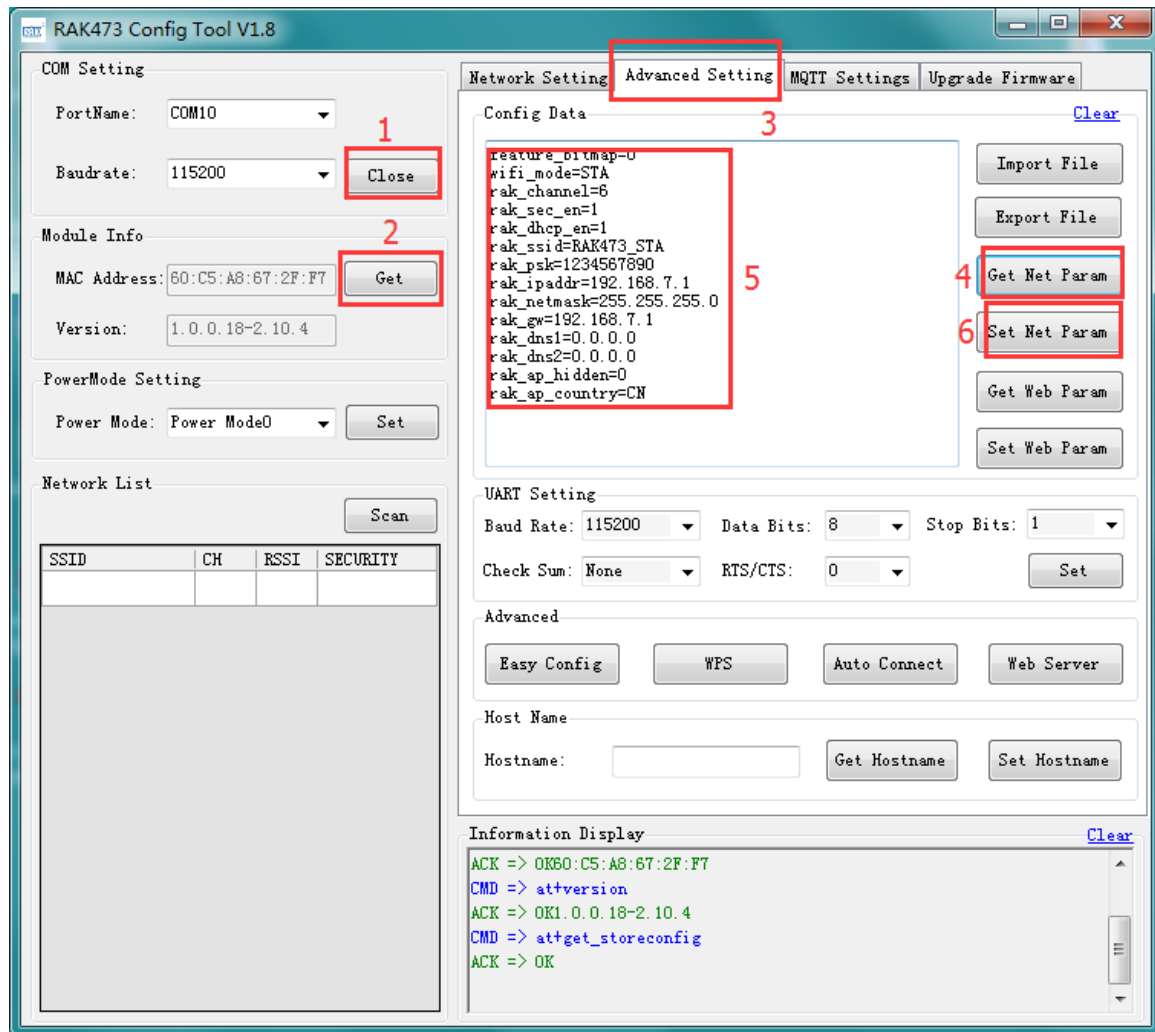 RAK473 Config Tool V1.8
COM Setting
PortName: COM10
1
Baudrate: 115200 Close
Module Info
2
MAC Address: 60:C5:A8:67:2F:F7 Get
Version: 1.0.0.18-2.10.4
PowerMode Setting
Power Mode: Power Mode0 Set
Network List
Scan
SSID CH RSSI SECURITY
Network Setting Advanced Setting MQTT Settings Upgrade Firmware
3
Config Data Clear
feature_bitmap=0
wifi_mode=STA
rak_channel=6
rak_sec_en=1
rak_dhcp_en=1
rak_ssid=RAK473_STA
rak_psk=1234567890
rak_ipaddr=192.168.7.1
rak_netmask=255.255.255.0
rak_gw=192.168.7.1
rak_dns1=0.0.0.0
rak_dns2=0.0.0.0
rak_ap_hidden=0
rak_ap_country=CN
5
Import File
Export File
4 Get Net Param
6 Set Net Param
Get Web Param
Set Web Param
UART Setting
Baud Rate: 115200 Data Bits: 8 Stop Bits: 1
Check Sum: None RTS/CTS: 0 Set
Advanced
Easy Config WPS Auto Connect Web Server
Host Name
Hostname: Get Hostname Set Hostname
Information Display Clear
ACK => OK60:C5:A8:67:2F:F7
CMD => at+version
ACK => OK1.0.0.18-2.10.4
CMD => at+get_storeconfig
ACK => OK